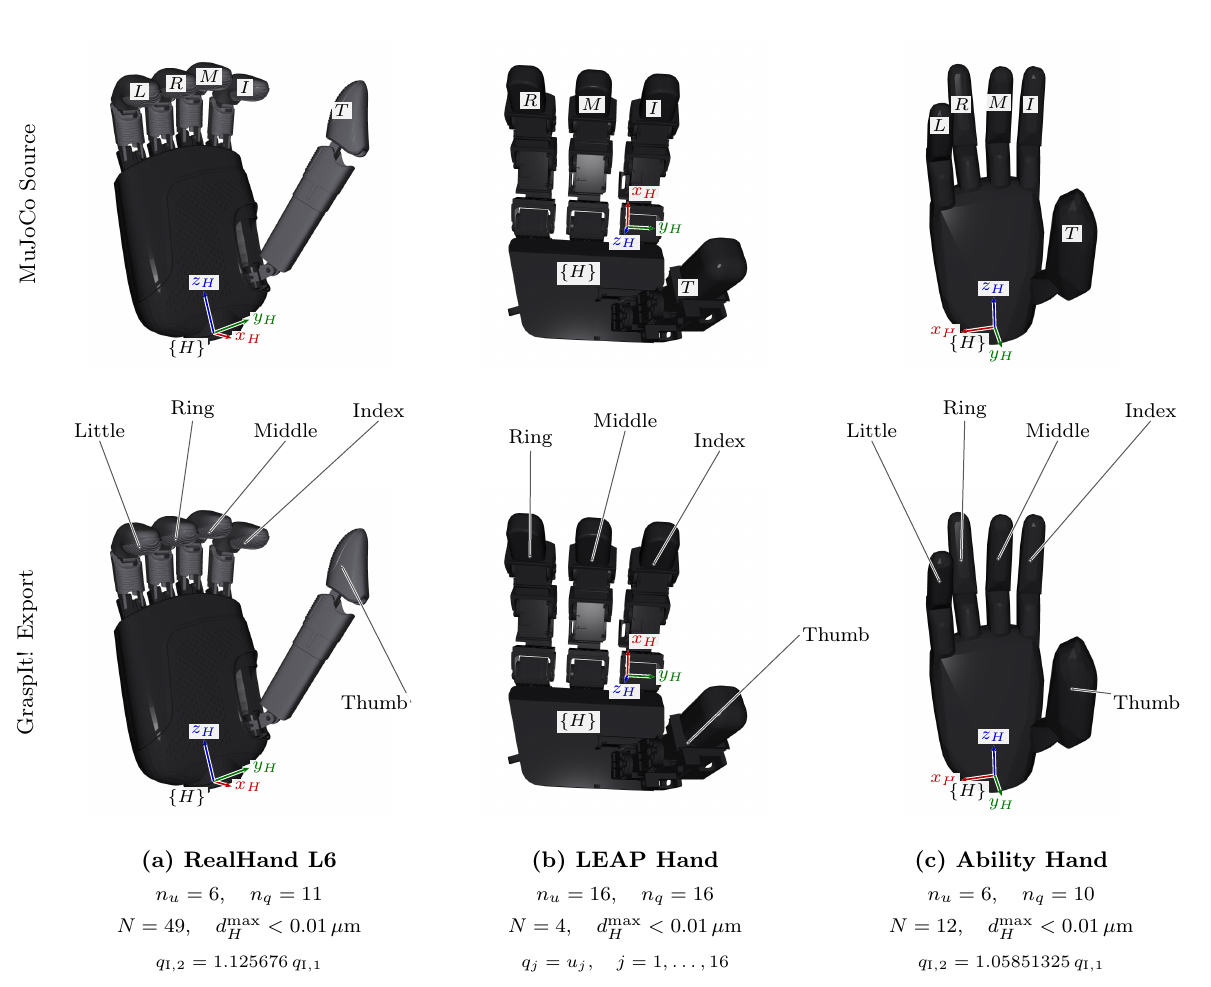 MuJoCo Source
L R M I T
z_H
y_H
x_H
{H}
R M I
x_H
y_H
z_H
{H}
T
L R M I
T
z_H
x_H
{H}
y_H
GraspIt! Export
Little Ring Middle Index
Thumb
z_H
y_H
x_H
{H}
Ring Middle Index
Thumb
x_H
y_H
z_H
{H}
Little Ring Middle Index
Thumb
z_H
x_H
{H}
y_H
(a) RealHand L6
n_u = 6, n_q = 11
N = 49, d_H^max < 0.01 μm
q_I,2 = 1.125676 q_I,1
(b) LEAP Hand
n_u = 16, n_q = 16
N = 4, d_H^max < 0.01 μm
q_j = u_j, j = 1, . . . , 16
(c) Ability Hand
n_u = 6, n_q = 10
N = 12, d_H^max < 0.01 μm
q_I,2 = 1.05851325 q_I,1